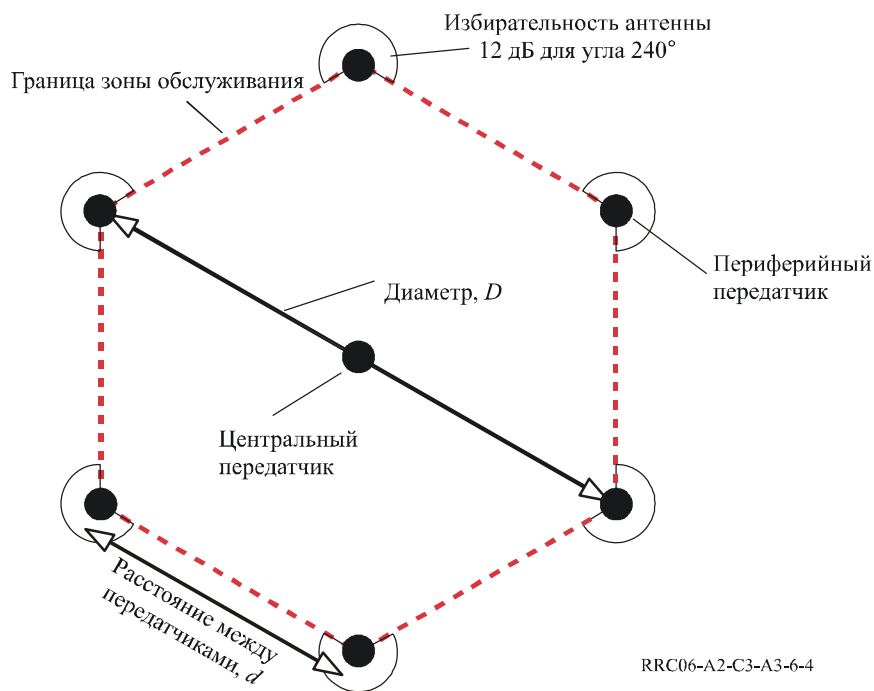 Избирательность антенны
12 дБ для угла 240°
Граница зоны обслуживания
Периферийный
передатчик
Диаметр, D
Центральный
передатчик
Расстояние между
передатчиками, d
RRC06-A2-C3-A3-6-4